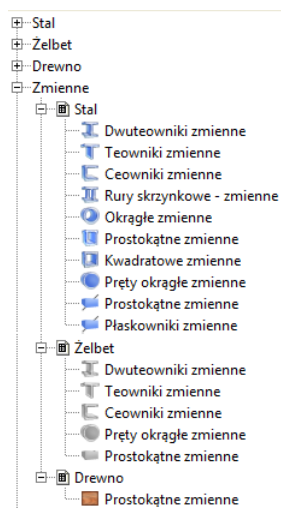 Stal
Żelbet
Drewno
Zmienne
Stal
Dwuteowniki zmienne
Teowniki zmienne
Ceowniki zmienne
Rury skrzynkowe - zmienne
Okrągłe zmienne
Prostokątne zmienne
Kwadratowe zmienne
Pręty okrągłe zmienne
Prostokątne zmienne
Płaskowniki zmienne
Żelbet
Dwuteowniki zmienne
Teowniki zmienne
Ceowniki zmienne
Pręty okrągłe zmienne
Prostokątne zmienne
Drewno
Prostokątne zmienne